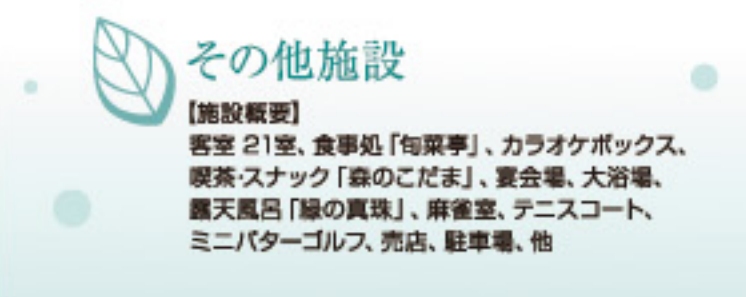 その他施設
【施設概要】
客室 21室、食事処「旬菜亭」、カラオケボックス、
喫茶・スナック「森のこだま」、宴会場、大浴場、
露天風呂「緑の真珠」、麻雀室、テニスコート、
ミニパターゴルフ、売店、駐車場、他